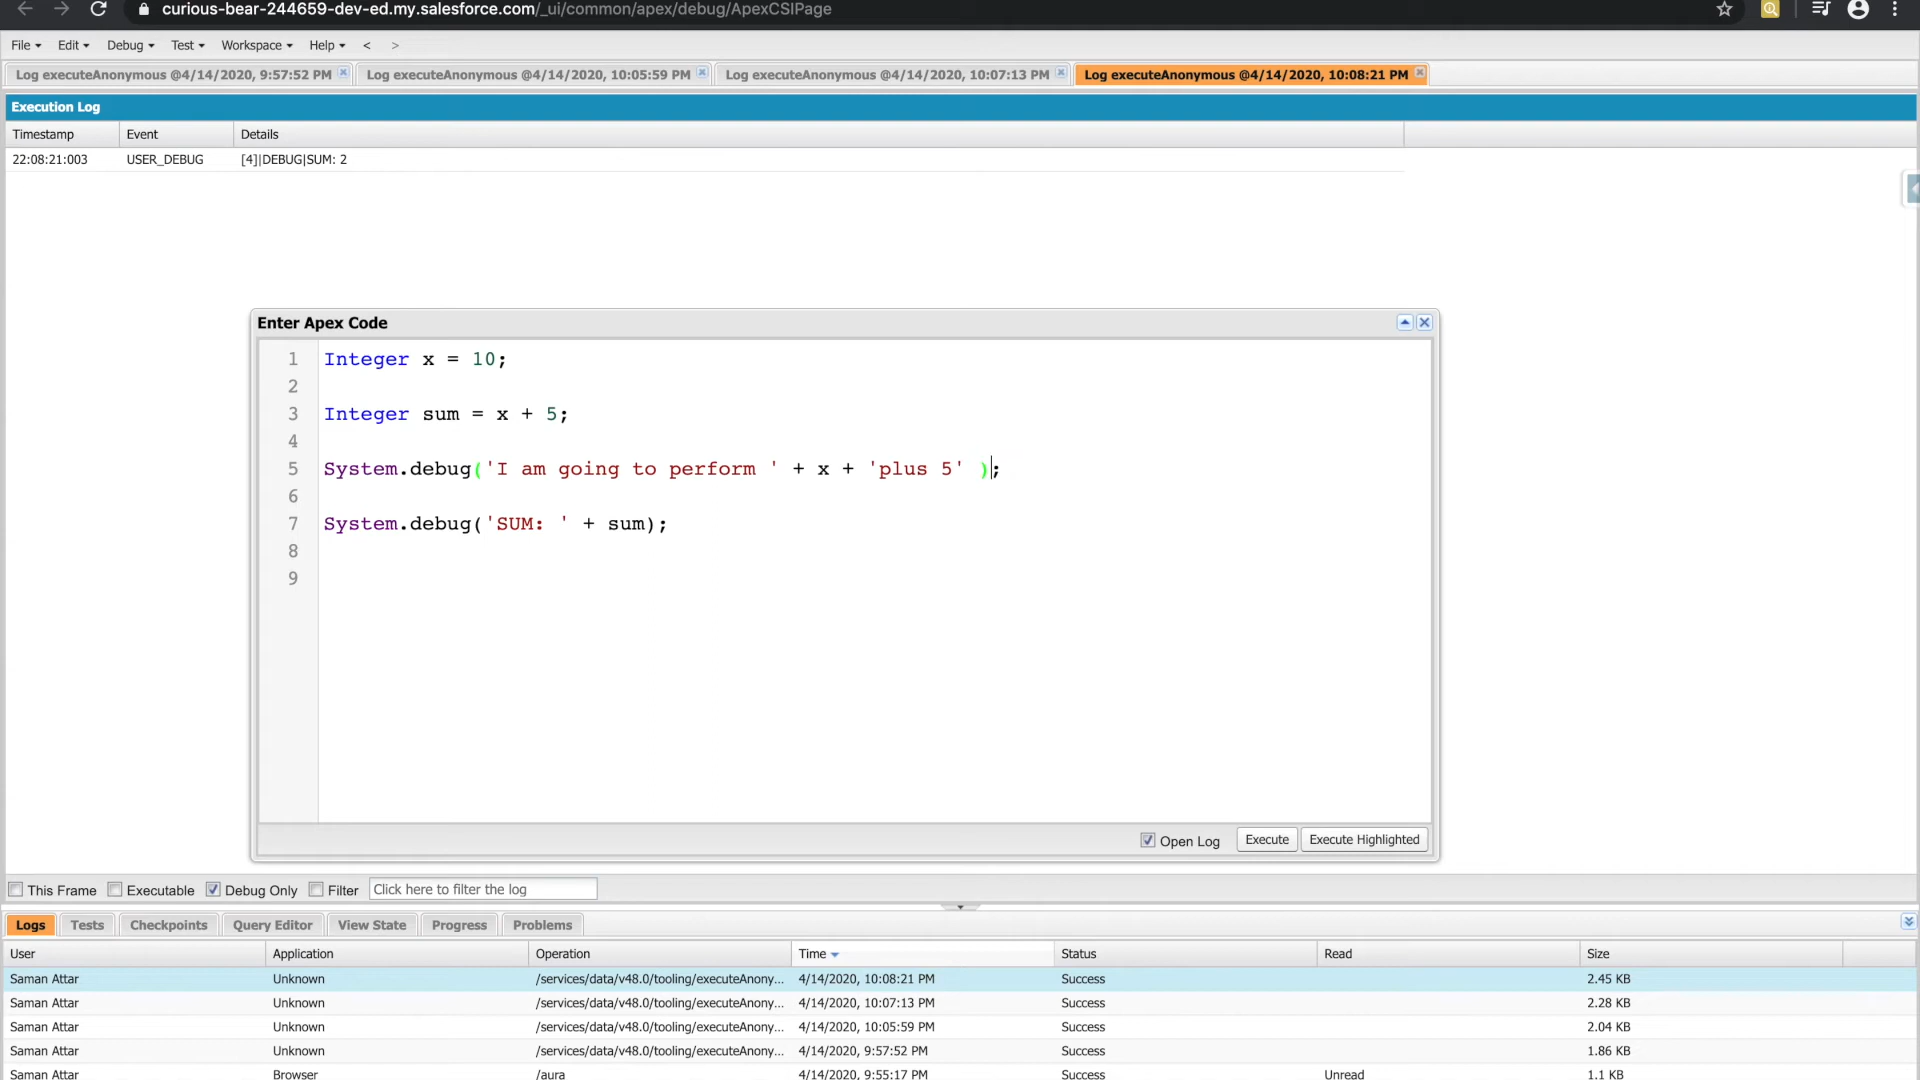 curious-bear-244659-dev-ed.my.salesforce.com/_ui/common/apex/debug/ApexCSIPage
File Edit Debug Test Workspace Help < >
Log executeAnonymous @4/14/2020, 9:57:52 PM Log executeAnonymous @4/14/2020, 10:05:59 PM Log executeAnonymous @4/14/2020, 10:07:13 PM Log executeAnonymous @4/14/2020, 10:08:21 PM
Execution Log
Timestamp Event Details
22:08:21:003 USER_DEBUG [4]|DEBUG|SUM: 2
Enter Apex Code
1 Integer x = 10;
2
3 Integer sum = x + 5;
4
5 System.debug('I am going to perform ' + x + 'plus 5' );
6
7 System.debug('SUM: ' + sum);
8
9
Open Log Execute Execute Highlighted
This Frame Executable Debug Only Filter Click here to filter the log
Logs Tests Checkpoints Query Editor View State Progress Problems
User Application Operation Time Status Read Size
Saman Attar Unknown /services/data/v48.0/tooling/executeAnony... 4/14/2020, 10:08:21 PM Success 2.45 KB
Saman Attar Unknown /services/data/v48.0/tooling/executeAnony... 4/14/2020, 10:07:13 PM Success 2.28 KB
Saman Attar Unknown /services/data/v48.0/tooling/executeAnony... 4/14/2020, 10:05:59 PM Success 2.04 KB
Saman Attar Unknown /services/data/v48.0/tooling/executeAnony... 4/14/2020, 9:57:52 PM Success 1.86 KB
Saman Attar Browser /aura 4/14/2020, 9:55:17 PM Success Unread 1.1 KB